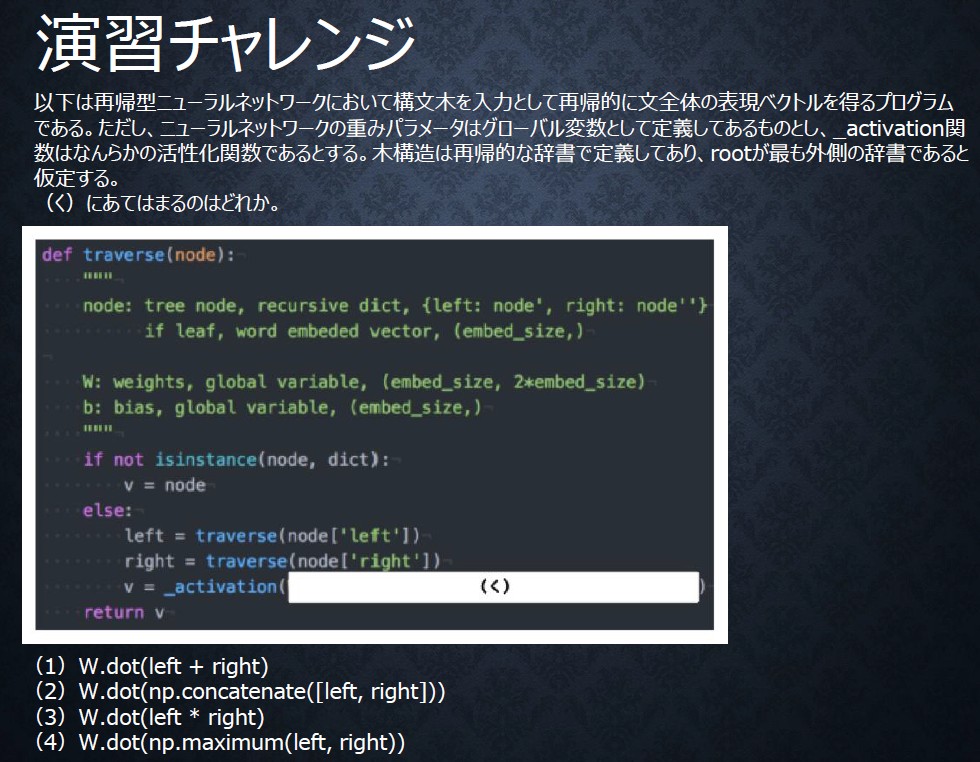 演習チャレンジ
以下は再帰型ニューラルネットワークにおいて構文木を入力として再帰的に文全体の表現ベクトルを得るプログラム
である。ただし、ニューラルネットワークの重みパラメータはグローバル変数として定義してあるものとし、_activation関
数はなんらかの活性化関数であるとする。木構造は再帰的な辞書で定義してあり、rootが最も外側の辞書であると
仮定する。
（く）にあてはまるのはどれか。
def traverse(node):
"""
node: tree node, recursive dict, {left: node', right: node''}
if leaf, word embeded vector, (embed_size,)
W: weights, global variable, (embed_size, 2*embed_size)
b: bias, global variable, (embed_size,)
"""
if not isinstance(node, dict):
v = node
else:
left = traverse(node['left'])
right = traverse(node['right'])
v = _activation( （く） )
return v
（1）W.dot(left + right)
（2）W.dot(np.concatenate([left, right]))
（3）W.dot(left * right)
（4）W.dot(np.maximum(left, right))